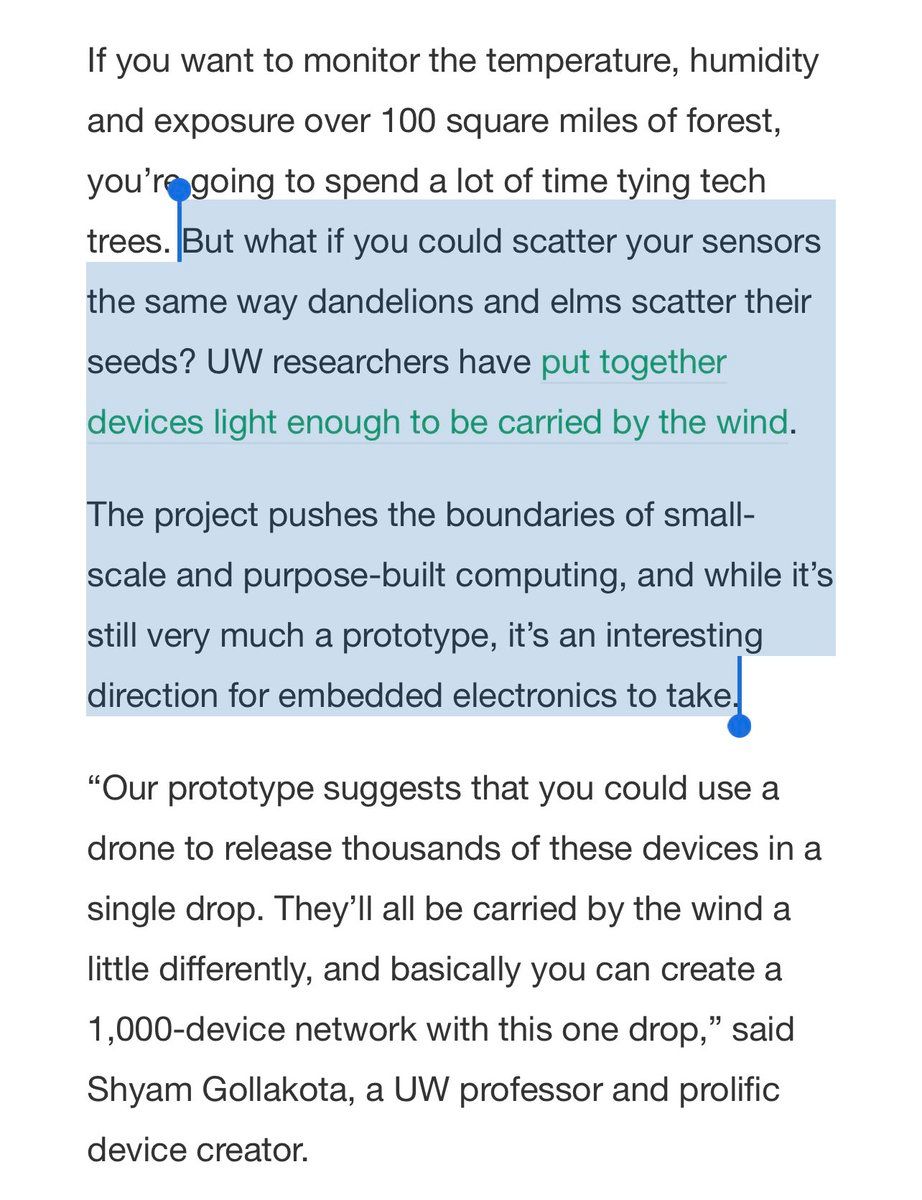 If you want to monitor the temperature, humidity
and exposure over 100 square miles of forest,
you’re going to spend a lot of time tying tech
trees. But what if you could scatter your sensors
the same way dandelions and elms scatter their
seeds? UW researchers have put together
devices light enough to be carried by the wind.
The project pushes the boundaries of small-
scale and purpose-built computing, and while it’s
still very much a prototype, it’s an interesting
direction for embedded electronics to take.
“Our prototype suggests that you could use a
drone to release thousands of these devices in a
single drop. They’ll all be carried by the wind a
little differently, and basically you can create a
1,000-device network with this one drop,” said
Shyam Gollakota, a UW professor and prolific
device creator.